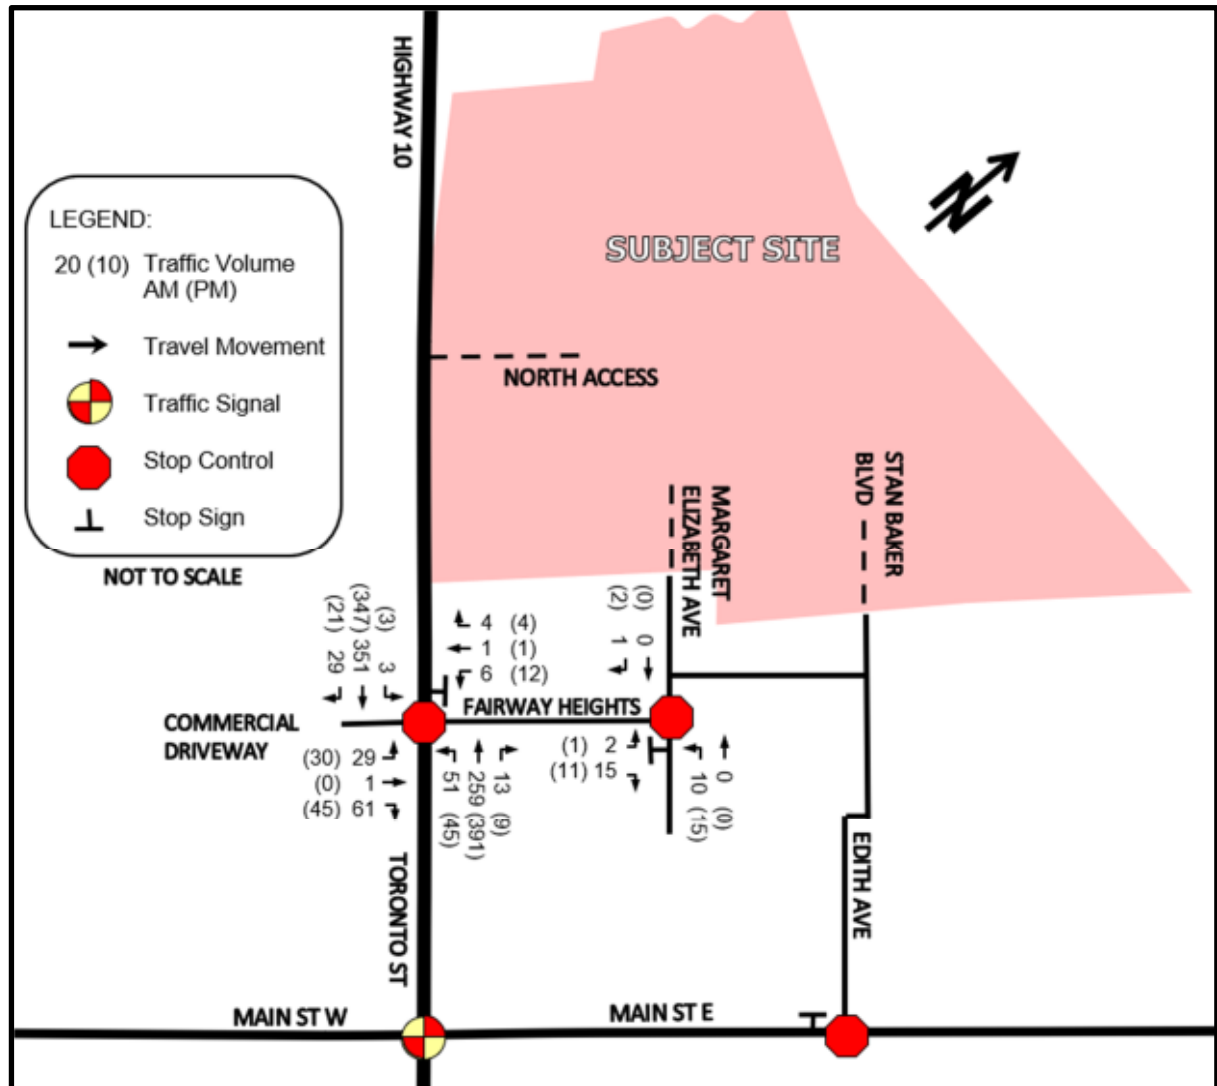 HIGHWAY 10
LEGEND:
20 (10) Traffic Volume
AM (PM)
Travel Movement
Traffic Signal
Stop Control
Stop Sign
NOT TO SCALE
SUBJECT SITE
N
NORTH ACCESS
STAN BAKER
BLVD
MARGARET
ELIZABETH AVE
(3) 3
(347) 351
(21) 29
4 (4)
1 (1)
6 (12)
(0) 0
(2) 1
COMMERCIAL
DRIVEWAY
FAIRWAY HEIGHTS
(30) 29
(0) 1
(45) 61
13 (9)
259 (391)
51 (45)
(1) 2
(11) 15
0 (0)
10 (15)
TORONTO ST
EDITH AVE
MAIN ST W
MAIN ST E